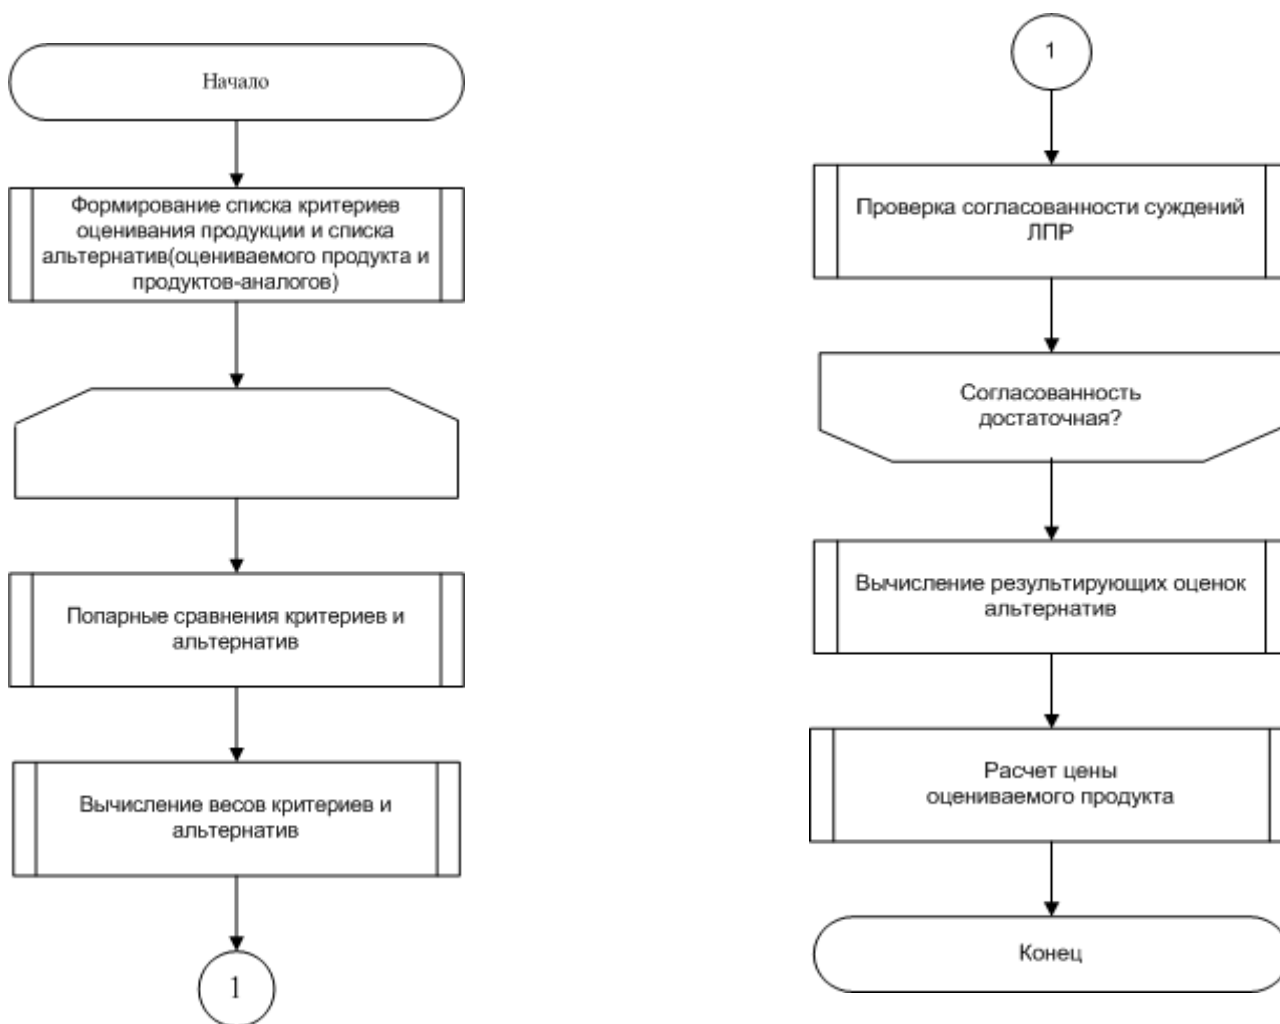 Начало
Формирование списка критериев
оценивания продукции и списка
альтернатив(оцениваемого продукта и
продуктов-аналогов)
Попарные сравнения критериев и
альтернатив
Вычисление весов критериев и
альтернатив
1
1
Проверка согласованности суждений
ЛПР
Согласованность
достаточная?
Вычисление результирующих оценок
альтернатив
Расчет цены
оцениваемого продукта
Конец